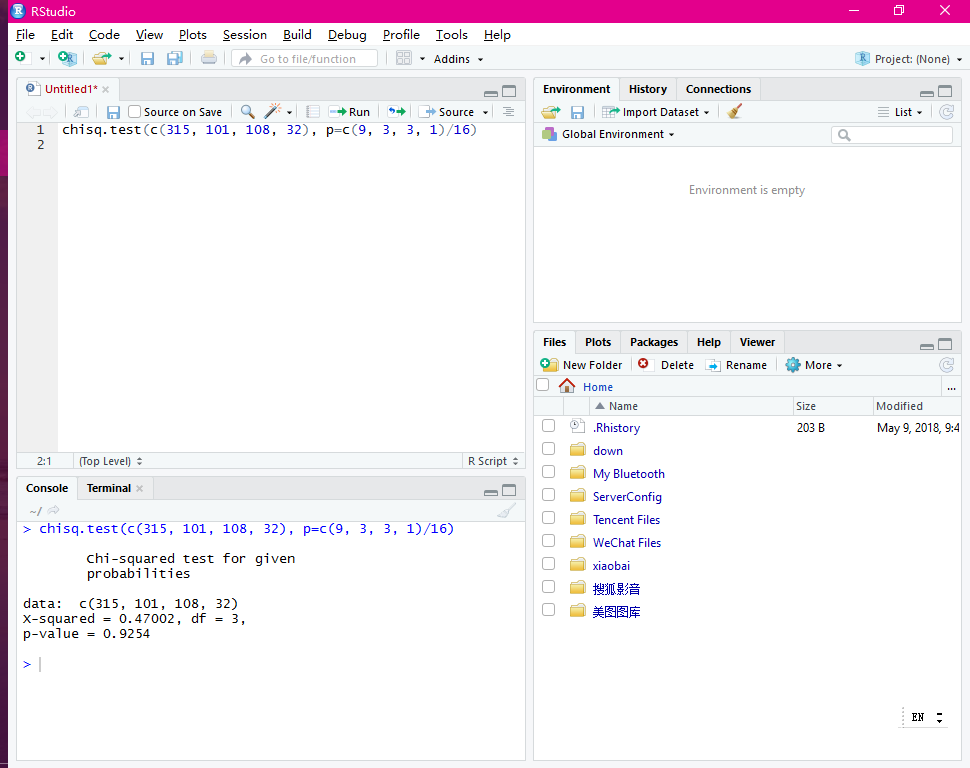 RStudio
File Edit Code View Plots Session Build Debug Profile Tools Help
Go to file/function Addins Project: (None)
Untitled1*
Source on Save Run Source
1 chisq.test(c(315, 101, 108, 32), p=c(9, 3, 3, 1)/16)
2
2:1 (Top Level) R Script
Console Terminal
~/
> chisq.test(c(315, 101, 108, 32), p=c(9, 3, 3, 1)/16)
Chi-squared test for given
probabilities
data: c(315, 101, 108, 32)
X-squared = 0.47002, df = 3,
p-value = 0.9254
>
Environment History Connections
Import Dataset List
Global Environment
Environment is empty
Files Plots Packages Help Viewer
New Folder Delete Rename More
Home ...
Name Size Modified
.Rhistory 203 B May 9, 2018, 9:4
down
My Bluetooth
ServerConfig
Tencent Files
WeChat Files
xiaobai
搜狐影音
美图图库
EN